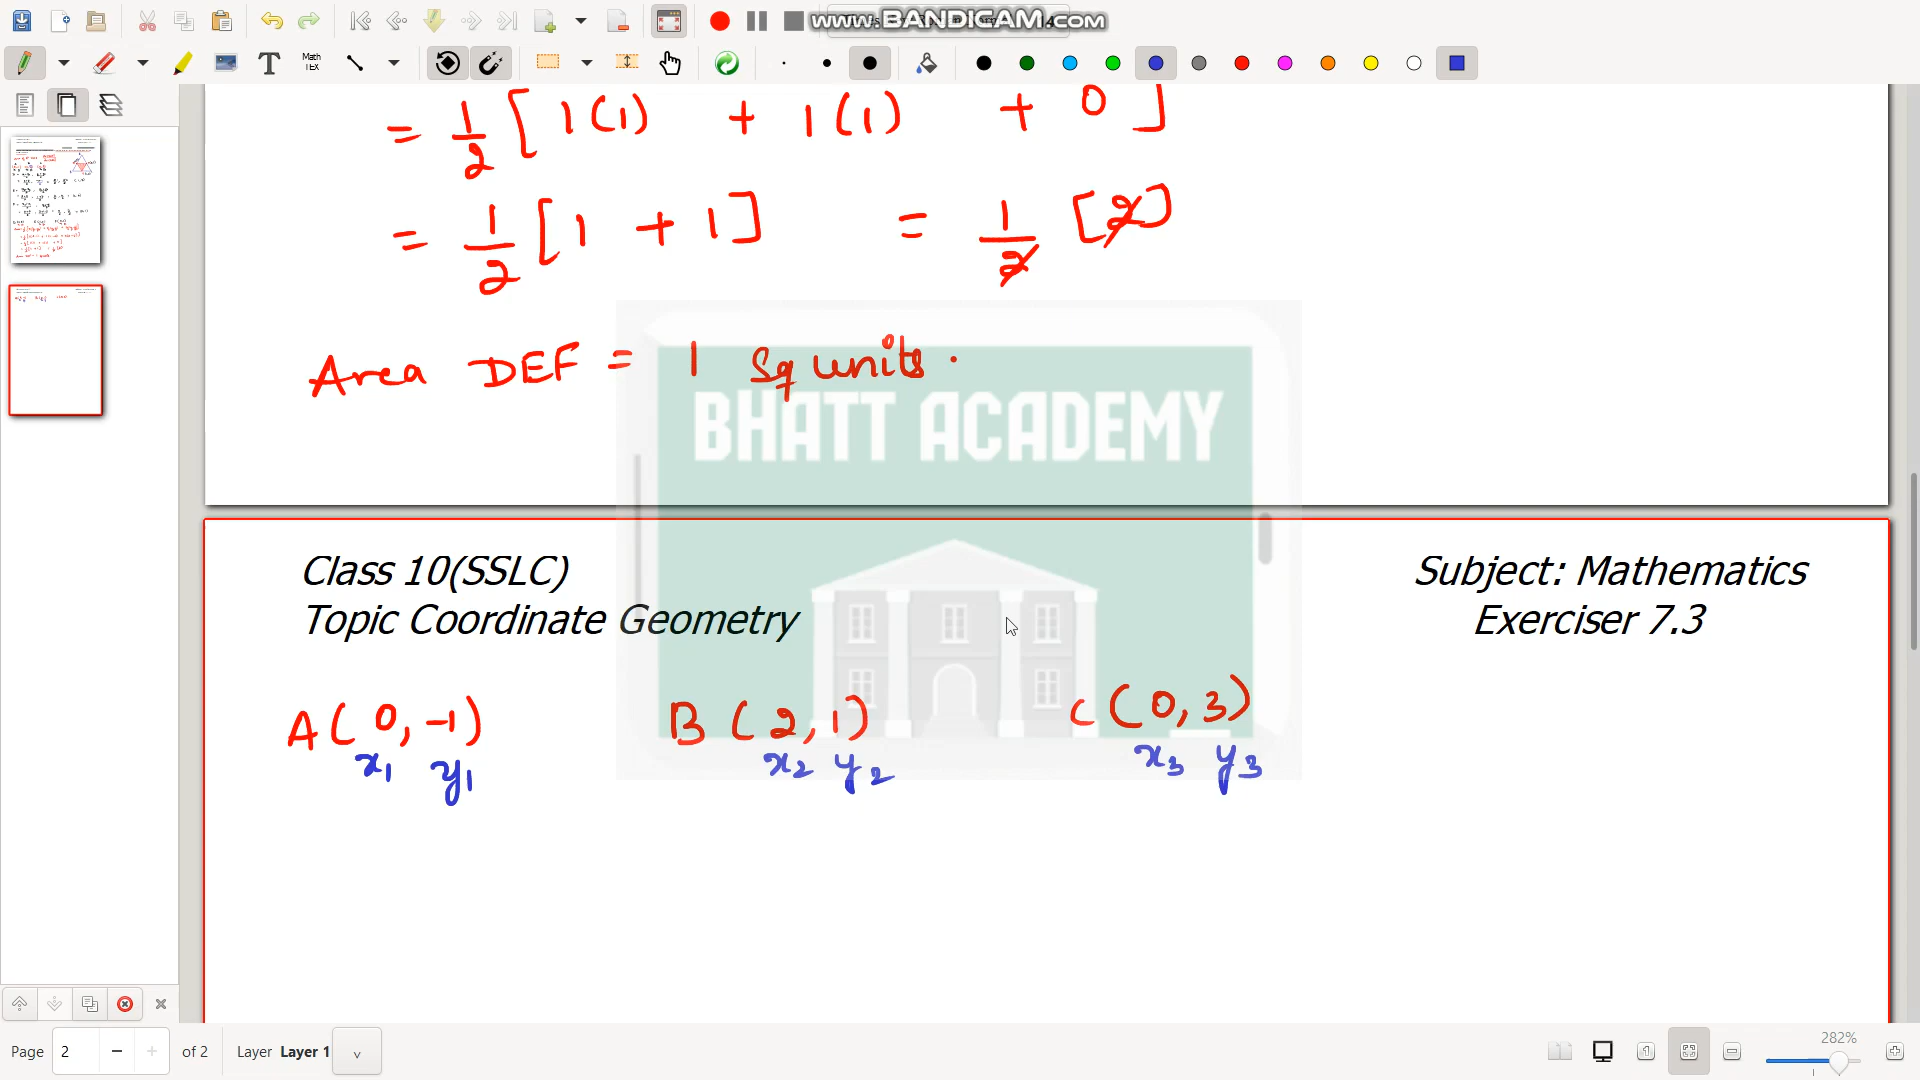 www.BANDICAM.com
Math
TEX
= 1/2 [ 1(1) + 1(1) + 0 ]
= 1/2 [ 1 + 1 ] = 1/2 [2]
Area DEF = 1 Sq units .
BHATT ACADEMY
Class 10(SSLC) Subject: Mathematics
Topic Coordinate Geometry Exerciser 7.3
A ( 0, -1) B ( 2, 1) C ( 0, 3)
x1 y1 x2 y2 x3 y3
Page 2 of 2 Layer Layer 1 282%